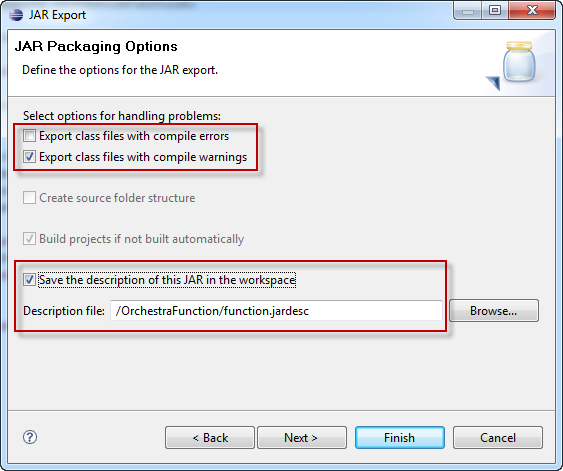 JAR Export
JAR Packaging Options
Define the options for the JAR export.
Select options for handling problems:
Export class files with compile errors
Export class files with compile warnings
Create source folder structure
Build projects if not built automatically
Save the description of this JAR in the workspace
Description file: /OrchestraFunction/function.jardesc Browse...
? < Back Next > Finish Cancel